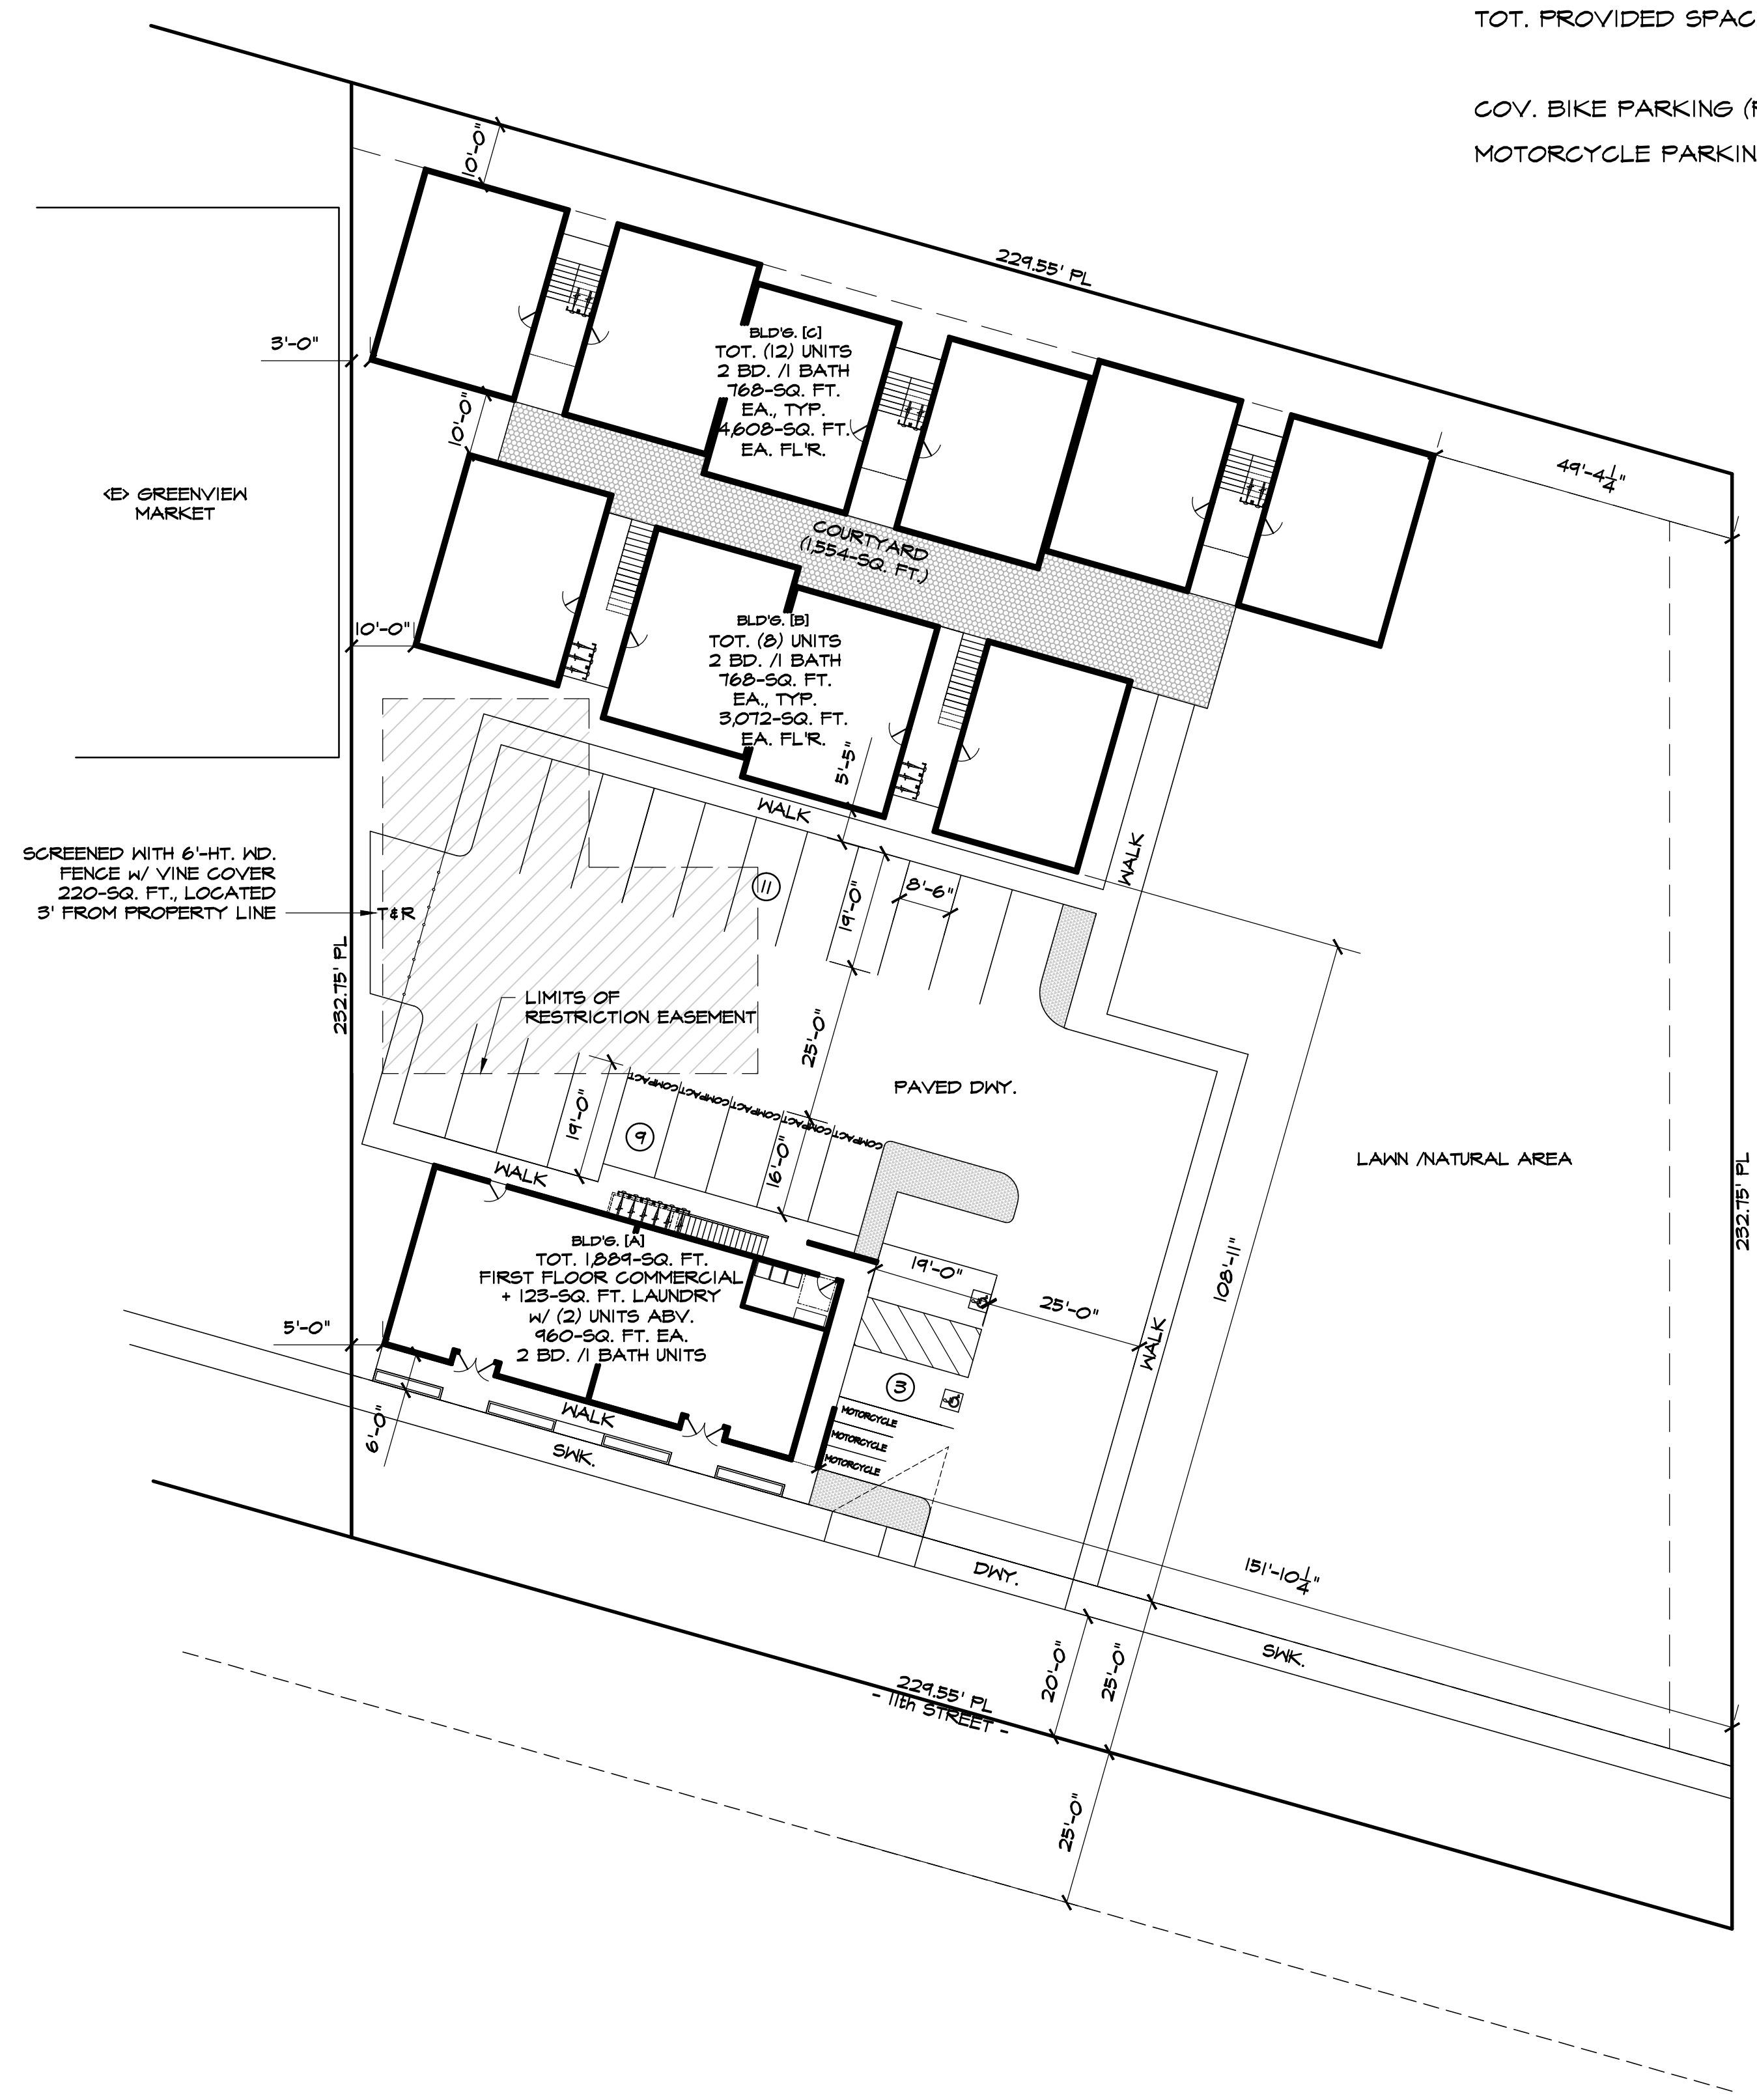 TOT. PROVIDED SPAC
COV. BIKE PARKING (
MOTORCYCLE PARKIN
10'-0"
229.55' PL
3'-0"
BLD'G. [C]
TOT. (12) UNITS
2 BD. /1 BATH
768-SQ. FT.
EA., TYP.
4,608-SQ. FT.
EA. FL'R.
10'-0"
49'-4 1/4"
<E> GREENVIEW
MARKET
COURTYARD
(1,554-SQ. FT.)
10'-0"
BLD'G. [B]
TOT. (8) UNITS
2 BD. /1 BATH
768-SQ. FT.
EA., TYP.
3,072-SQ. FT.
EA. FL'R.
5'-5"
WALK
WALK
SCREENED WITH 6'-HT. WD.
FENCE W/ VINE COVER
220-SQ. FT., LOCATED
3' FROM PROPERTY LINE
T&R
11
19'-0"
8'-6"
232.75' PL
LIMITS OF
RESTRICTION EASEMENT
25'-0"
PAVED DWY.
COMPACT COMPACT COMPACT COMPACT COMPACT
19'-0"
9
16'-0"
LAWN /NATURAL AREA
232.75' PL
WALK
BLD'G. [A]
TOT. 1,889-SQ. FT.
FIRST FLOOR COMMERCIAL
+ 123-SQ. FT. LAUNDRY
W/ (2) UNITS ABV.
960-SQ. FT. EA.
2 BD. /1 BATH UNITS
19'-0"
25'-0"
108'-11"
5'-0"
WALK
3
MOTORCYCLE
MOTORCYCLE
MOTORCYCLE
6'-0"
WALK
SWK.
DWY.
151'-10 1/4"
SWK.
20'-0"
25'-0"
229.55' PL
- 11th STREET -
25'-0"